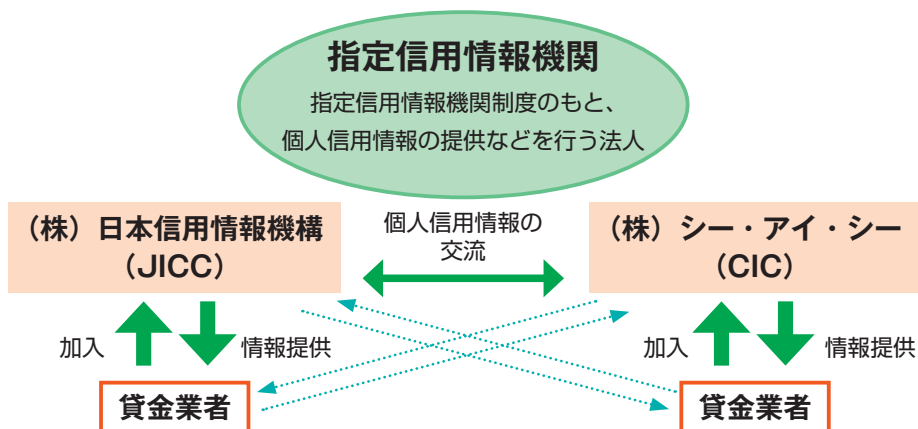 指定信用情報機関
指定信用情報機関制度のもと、
個人信用情報の提供などを行う法人
（株）日本信用情報機構
（JICC）
個人信用情報の
交流
（株）シー・アイ・シー
（CIC）
加入
情報提供
加入
情報提供
貸金業者
貸金業者